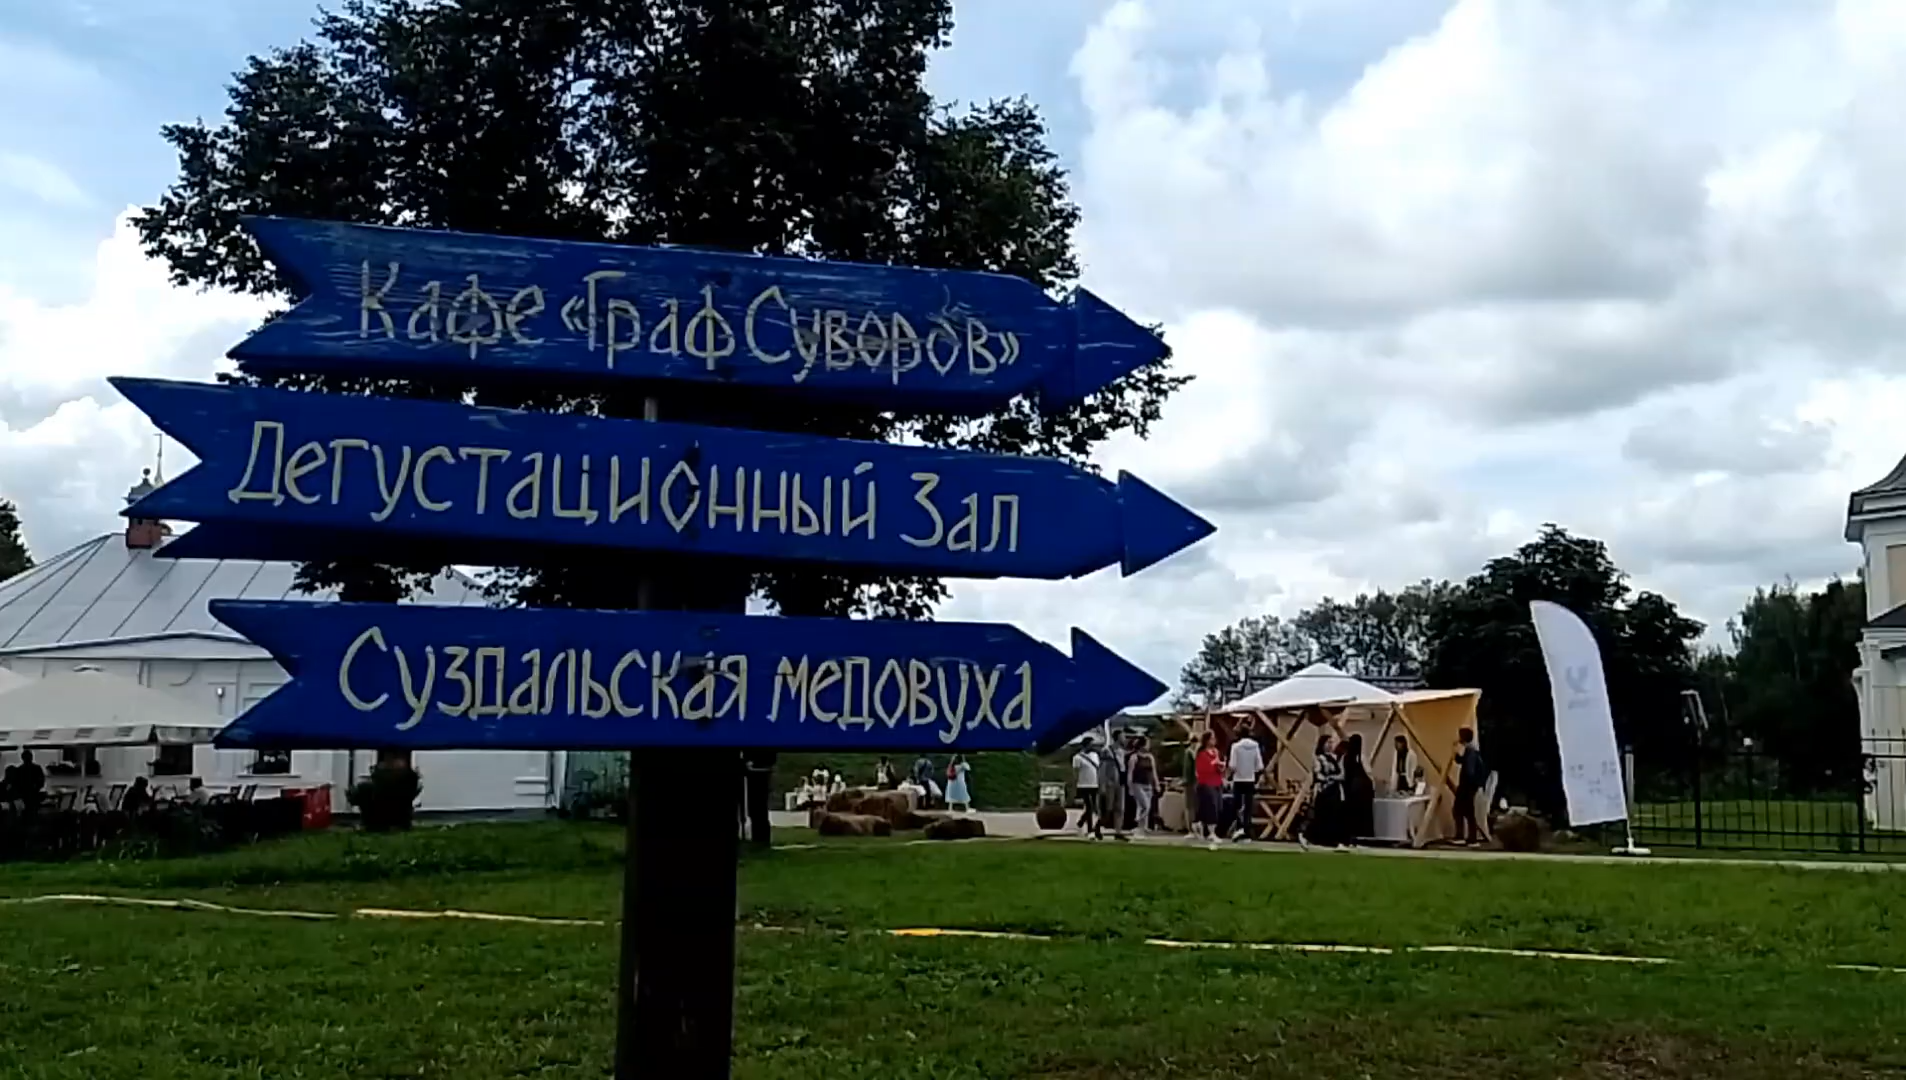 Кафе «Граф Суворов»
Дегустационный Зал
Суздальская медовуха